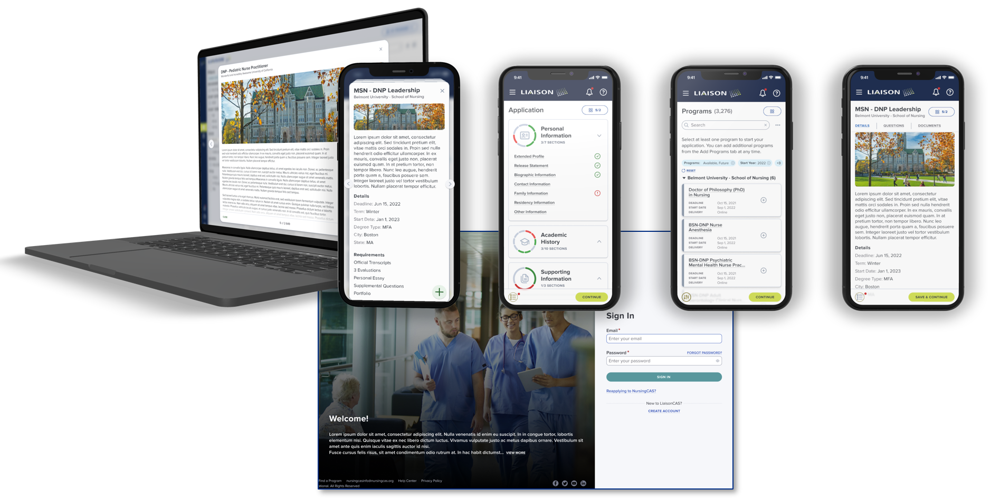 DNP - Pediatric Nurse Practitioner
Wonderful and Incredibly Awesome University of California
X
5 of 2 649
MSN - DNP Leadership
Belmont University - School of Nursing
Lorem ipsum dolor sit amet, consectetur
adipiscing elit. Sed tincidunt pretium elit,
vitae mattis orci sodales in. Proin sed nulla
hendrerit odio efficitur ullamcorper. In ex
mauris, convallis eget justo non, placerat
euismod quam. In at pretium tortor, non
tempor libero. Nunc leo augue, hendrerit
porta quam a, faucibus posuere sem.
Integer laoreet justo vel tortor vestibulum
lobortis. Nullam placerat tempor efficitur.
Details
Deadline: Jun 15, 2022
Term: Winter
Start Date: Jan 1, 2023
Degree Type: MFA
City: Boston
State: MA
Requirements
Official Transcripts
3 Evaluations
Personal Essay
Supplemental Questions
Portfolio
9:41
LIAISON
Application
5/2
Personal
Information
3/7 SECTIONS
Extended Profile
Release Statement
Biographic Information
Contact Information
Family Information
Residency Information
Other Information
Academic
History
3/10 SECTIONS
Supporting
Information
1/3 SECTIONS
CONTINUE
9:41
LIAISON
Programs (3,276)
Search
Select at least one program to start your
application. You can add additional programs
from the Add Programs tab at any time.
Programs: Available, Future
Start Year: 2022
+3
RESET
Belmont University - School of Nursing (6)
Doctor of Philosophy (PhD)
in Nursing
DEADLINE Oct 15, 2021
START DATE Sep 1, 2022
DELIVERY Online
BSN-DNP Nurse
Anesthesia
DEADLINE Oct 15, 2021
START DATE Sep 1, 2022
DELIVERY Online
BSN-DNP Psychiatric
Mental Health Nurse Prac...
DEADLINE Oct 15, 2021
START DATE Sep 1, 2022
DELIVERY Online
CONTINUE
9:41
LIAISON
MSN - DNP Leadership
Belmont University - School of Nursing
5/2
DETAILS
QUESTIONS
DOCUMENTS
Lorem ipsum dolor sit amet, consectetur
adipiscing elit. Sed tincidunt pretium elit, vitae
mattis orci sodales in. Proin sed nulla hendrerit
odio efficitur ullamcorper. In ex mauris, convallis
eget justo non, placerat euismod quam. In at
pretium tortor, non tempor libero. Nunc leo
augue, hendrerit porta quam a, faucibus posuere
sem. Integer laoreet justo vel tortor vestibulum
lobortis. Nullam placerat tempor efficitur.
Details
Deadline: Jun 15, 2022
Term: Winter
Start Date: Jan 1, 2023
Degree Type: MFA
City: Boston
SAVE & CONTINUE
Sign In
Email*
Enter your email
Password*
FORGOT PASSWORD?
Enter your password
SIGN IN
Reapplying to NursingCAS?
New to LiaisonCAS?
CREATE ACCOUNT
Welcome!
Lorem ipsum dolor sit amet, consectetur adipiscing elit. Nulla venenatis id enim eu suscipit. In in congue tortor, lobortis
elementum nisi. Quisque vitae ex nec libero dictum luctus. Vivamus vulputate justo ac metus dapibus ornare. Vestibulum sit
amet ante quis enim iaculis sagittis auctor id nisi.
Fusce cursus felis risus, sit amet condimentum odio rutrum at. In hac habit dictumst... VIEW MORE
Find a Program nursingcasinfo@nursingcas.org Help Center Privacy Policy
ational. All Rights Reserved